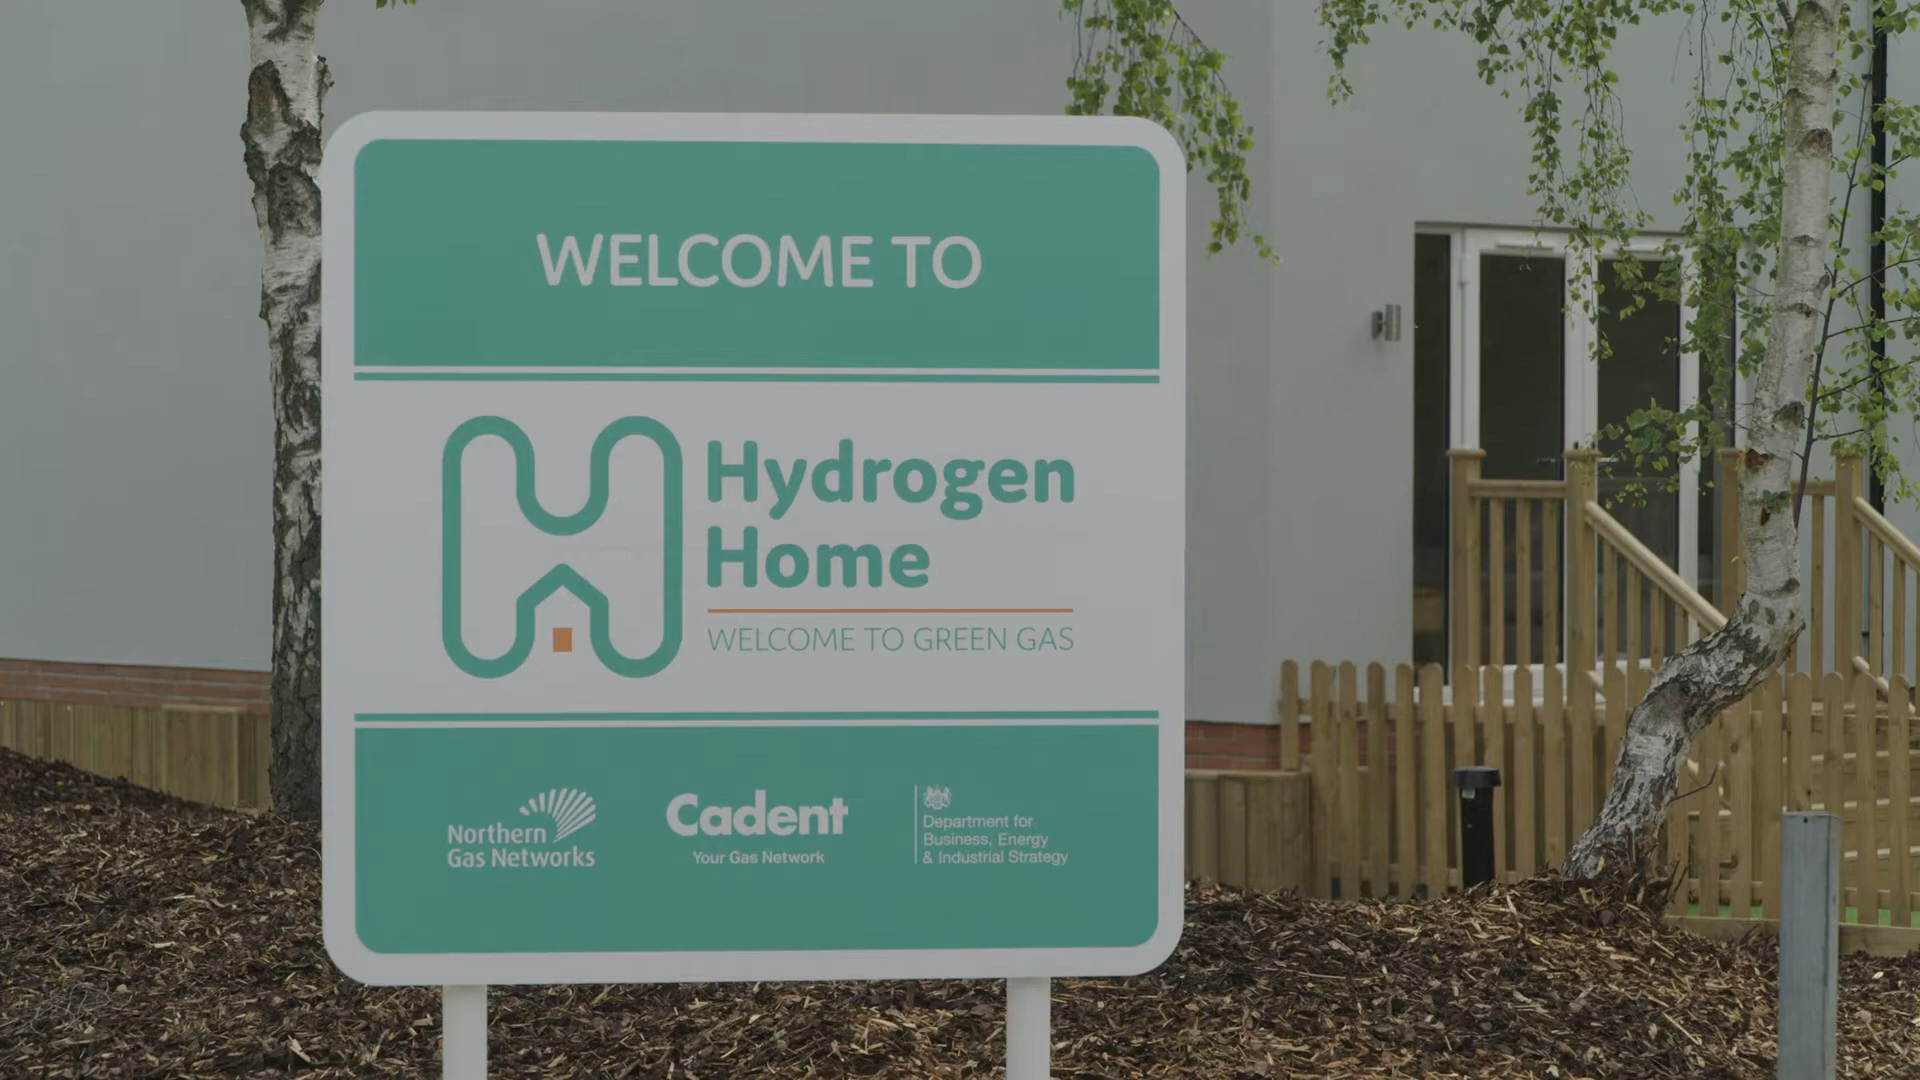 WELCOME TO
Hydrogen
Home
WELCOME TO GREEN GAS
Northern
Gas Networks
Cadent
Your Gas Network
Department for
Business, Energy
& Industrial Strategy